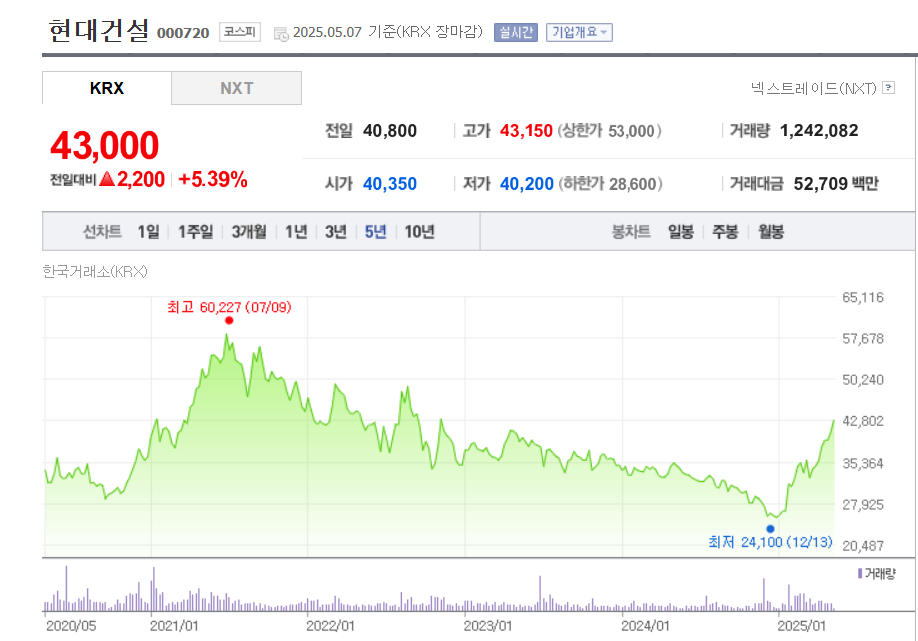 현대건설 000720 코스피 2025.05.07 기준(KRX 장마감) 실시간 기업개요
KRX NXT 넥스트레이드(NXT) ?
43,000
전일대비 ▲2,200 +5.39%
전일 40,800 고가 43,150 (상한가 53,000) 거래량 1,242,082
시가 40,350 저가 40,200 (하한가 28,600) 거래대금 52,709 백만
선차트 1일 1주일 3개월 1년 3년 5년 10년 봉차트 일봉 주봉 월봉
한국거래소(KRX)
최고 60,227 (07/09)
65,116
57,678
50,240
42,802
35,364
27,925
최저 24,100 (12/13)
20,487
거래량
2020/05 2021/01 2022/01 2023/01 2024/01 2025/01